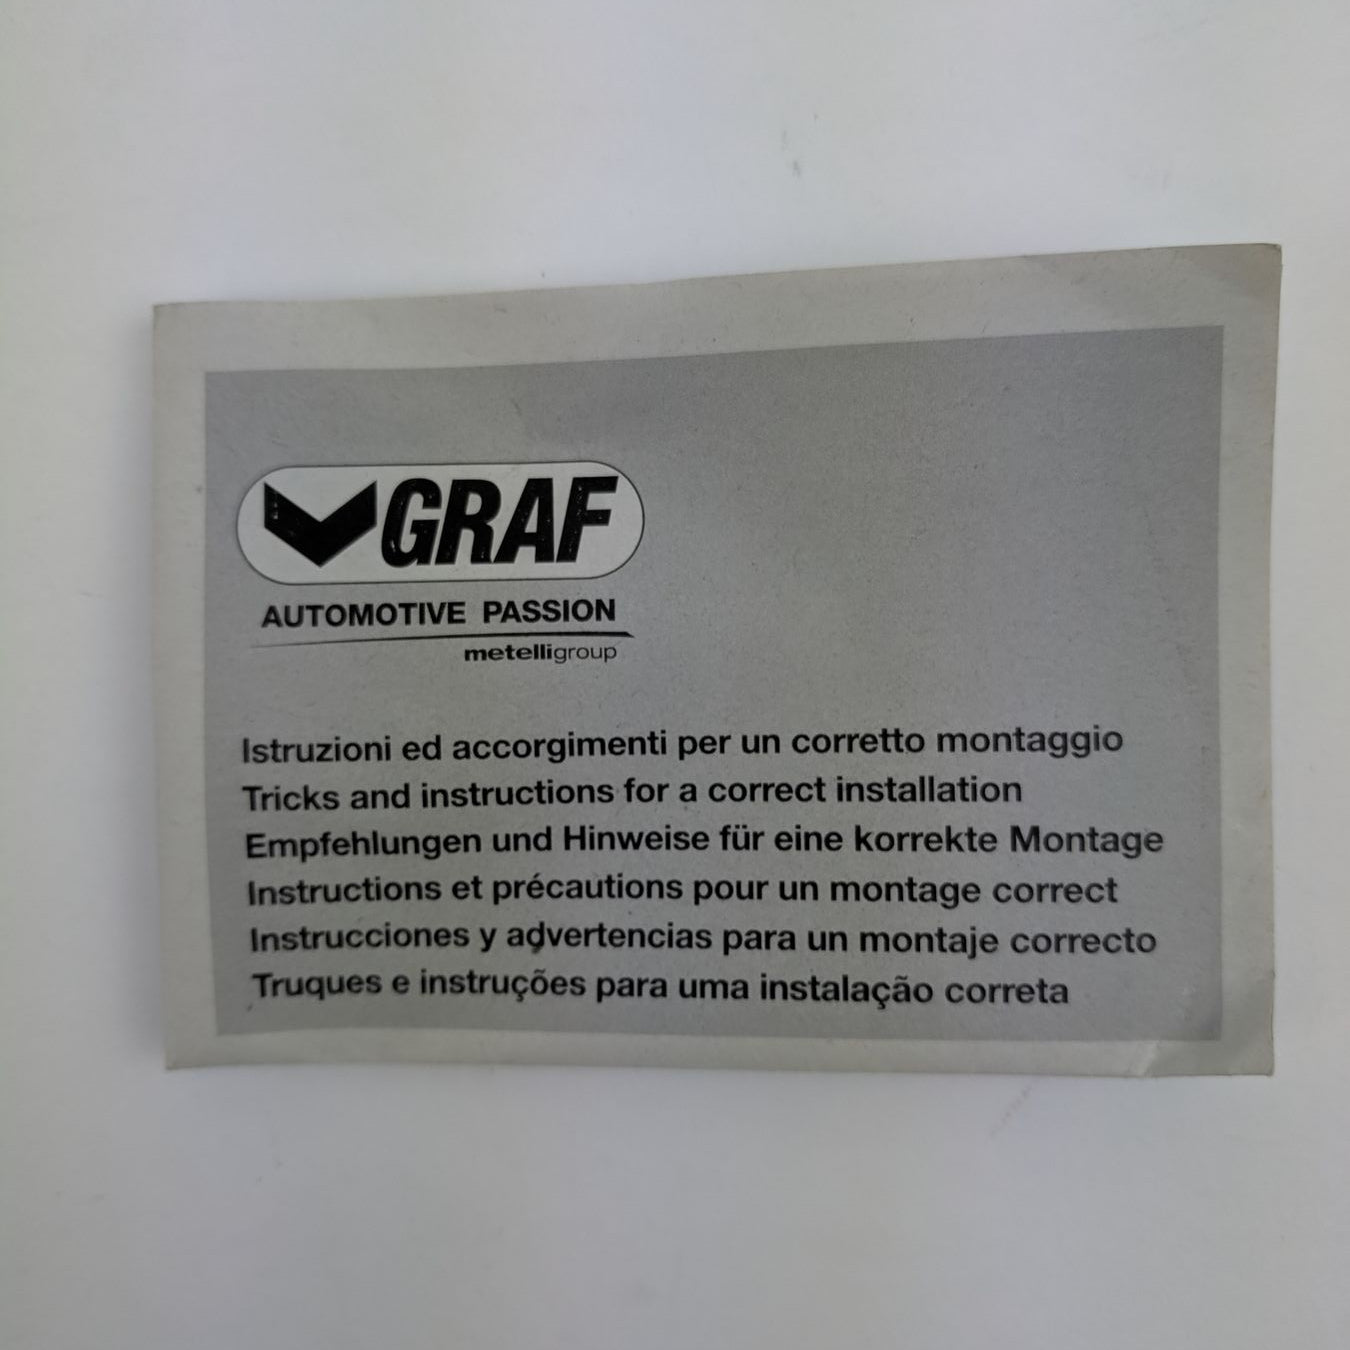 GRAF
AUTOMOTIVE PASSION
metelligroup
Istruzioni ed accorgimenti per un corretto montaggio
Tricks and instructions for a correct installation
Empfehlungen und Hinweise für eine korrekte Montage
Instructions et précautions pour un montage correct
Instrucciones y advertencias para un montaje correcto
Truques e instruções para uma instalação correta